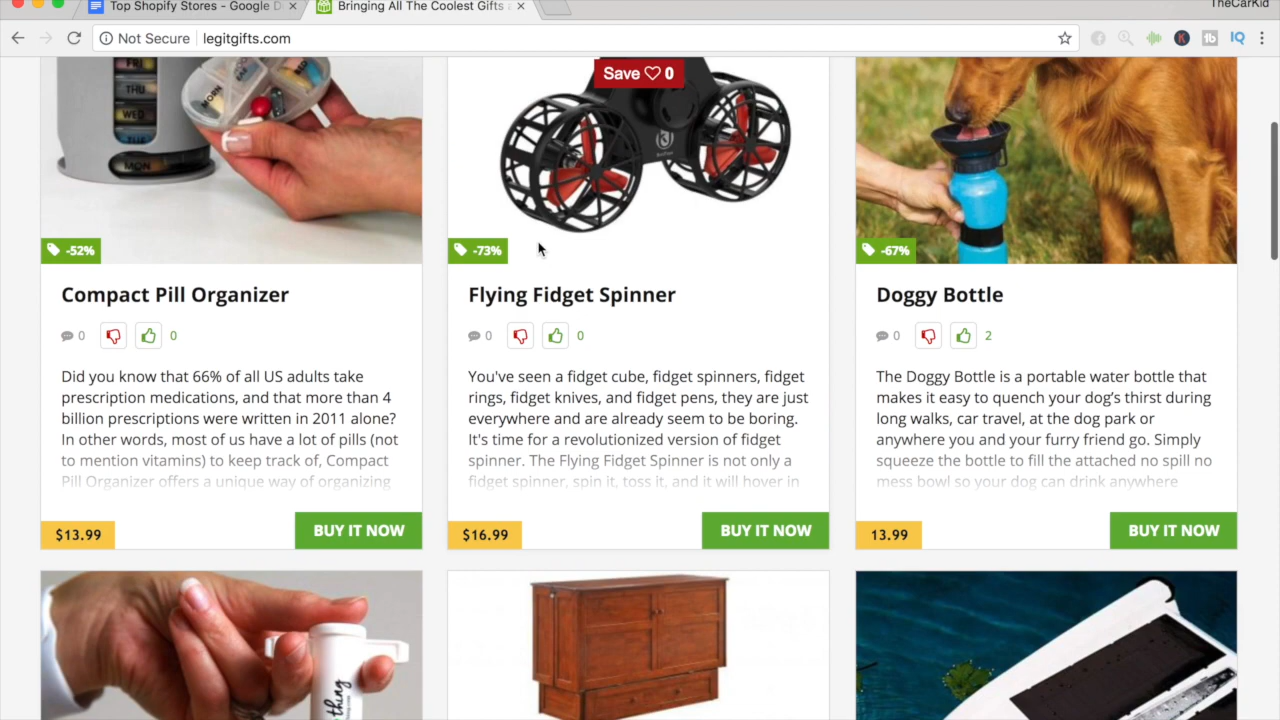 Top Shopify Stores - Google D
Bringing All The Coolest Gifts a
TheCarKid
Not Secure
legitgifts.com
tb
IQ
K
FRI
THU
WED
TUE
MON
MORN
BED
Save 0
-52%
-73%
-67%
Compact Pill Organizer
Flying Fidget Spinner
Doggy Bottle
0
0
0
0
0
2
Did you know that 66% of all US adults take
prescription medications, and that more than 4
billion prescriptions were written in 2011 alone?
In other words, most of us have a lot of pills (not
to mention vitamins) to keep track of, Compact
Pill Organizer offers a unique way of organizing
You've seen a fidget cube, fidget spinners, fidget
rings, fidget knives, and fidget pens, they are just
everywhere and are already seem to be boring.
It's time for a revolutionized version of fidget
spinner. The Flying Fidget Spinner is not only a
fidget spinner, spin it, toss it, and it will hover in
The Doggy Bottle is a portable water bottle that
makes it easy to quench your dog's thirst during
long walks, car travel, at the dog park or
anywhere you and your furry friend go. Simply
squeeze the bottle to fill the attached no spill no
mess bowl so your dog can drink anywhere
$13.99
BUY IT NOW
$16.99
BUY IT NOW
13.99
BUY IT NOW
thing